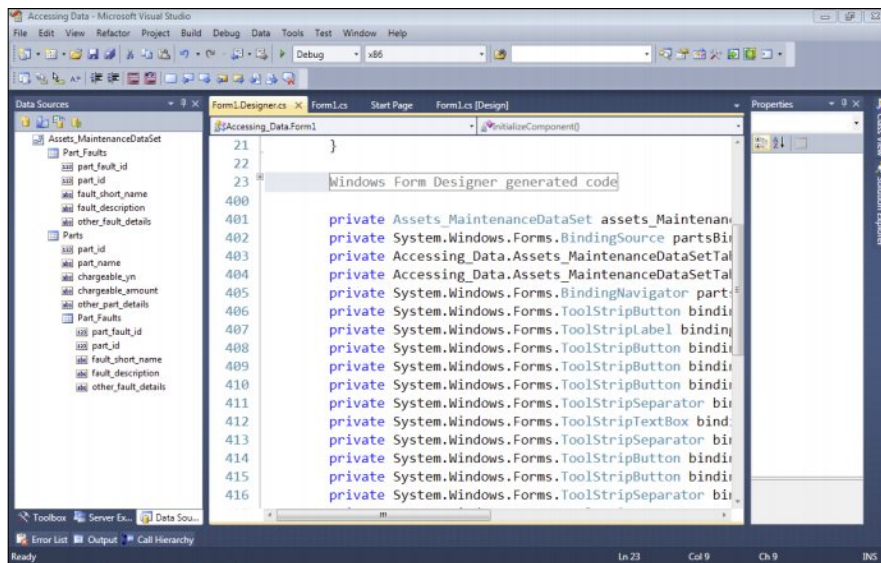 Accessing Data - Microsoft Visual Studio
File Edit View Refactor Project Build Debug Data Tools Test Window Help
Debug x86
Data Sources
Assets_MaintenanceDataSet
Part_Faults
part_fault_id
part_id
fault_short_name
fault_description
other_fault_details
Parts
part_id
part_name
chargeable_yn
chargeable_amount
other_part_details
Part_Faults
part_fault_id
part_id
fault_short_name
fault_description
other_fault_details
Toolbox Server Ex... Data Sou...
Form1.Designer.cs Form1.cs Start Page Form1.cs [Design]
Accessing_Data.Form1 InitializeComponent()
21 }
22
23 Windows Form Designer generated code
400
401 private Assets_MaintenanceDataSet assets_Maintenan
402 private System.Windows.Forms.BindingSource partsBi
403 private Accessing_Data.Assets_MaintenanceDataSetTa
404 private Accessing_Data.Assets_MaintenanceDataSetTa
405 private System.Windows.Forms.BindingNavigator part
406 private System.Windows.Forms.ToolStripButton bindi
407 private System.Windows.Forms.ToolStripLabel binding
408 private System.Windows.Forms.ToolStripButton bindi
409 private System.Windows.Forms.ToolStripButton bindi
410 private System.Windows.Forms.ToolStripButton bindi
411 private System.Windows.Forms.ToolStripSeparator bi
412 private System.Windows.Forms.ToolStripTextBox bind
413 private System.Windows.Forms.ToolStripSeparator bi
414 private System.Windows.Forms.ToolStripButton bindi
415 private System.Windows.Forms.ToolStripButton bindi
416 private System.Windows.Forms.ToolStripSeparator bi
Properties
Class View
Solution Explorer
Error List Output Call Hierarchy
Ready Ln 23 Col 9 Ch 9 INS